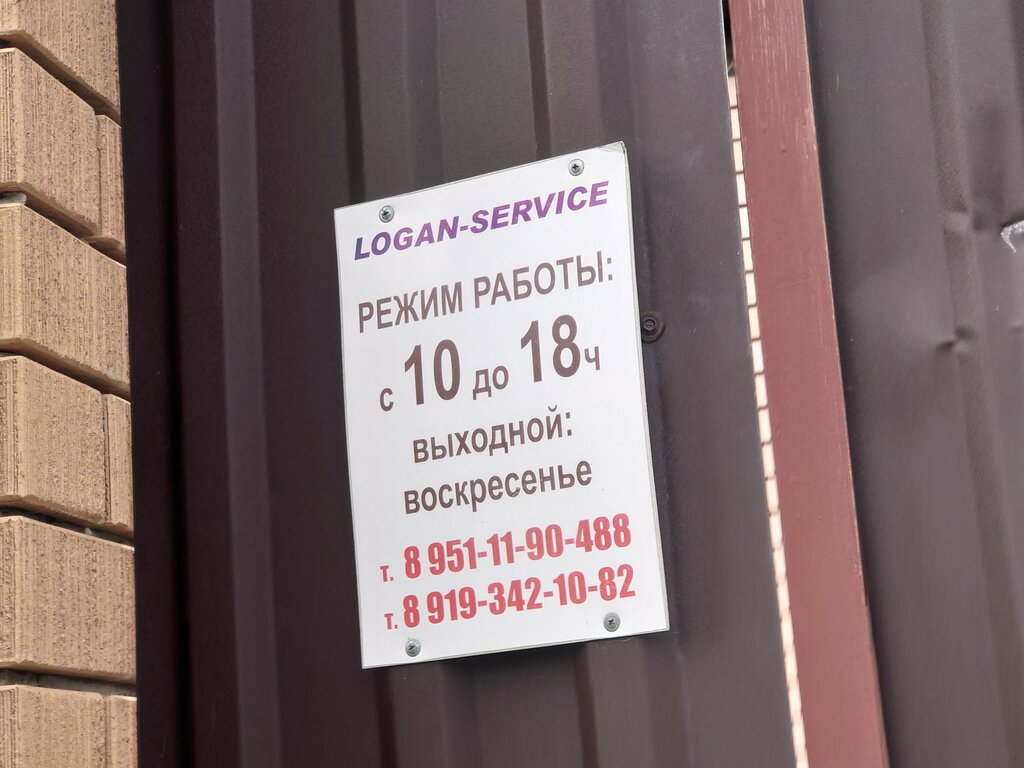 LOGAN-SERVICE
РЕЖИМ РАБОТЫ:
с 10 до 18ч
выходной:
воскресенье
т. 8 951-11-90-488
т. 8 919-342-10-82